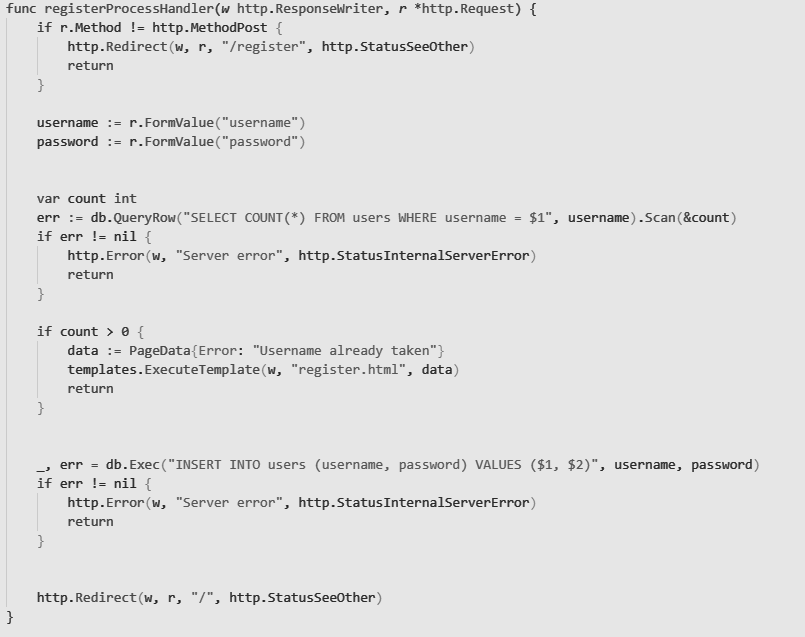 func registerProcessHandler(w http.ResponseWriter, r *http.Request) {
    if r.Method != http.MethodPost {
        http.Redirect(w, r, "/register", http.StatusSeeOther)
        return
    }

    username := r.FormValue("username")
    password := r.FormValue("password")


    var count int
    err := db.QueryRow("SELECT COUNT(*) FROM users WHERE username = $1", username).Scan(&count)
    if err != nil {
        http.Error(w, "Server error", http.StatusInternalServerError)
        return
    }

    if count > 0 {
        data := PageData{Error: "Username already taken"}
        templates.ExecuteTemplate(w, "register.html", data)
        return
    }


    _, err = db.Exec("INSERT INTO users (username, password) VALUES ($1, $2)", username, password)
    if err != nil {
        http.Error(w, "Server error", http.StatusInternalServerError)
        return
    }


    http.Redirect(w, r, "/", http.StatusSeeOther)
}